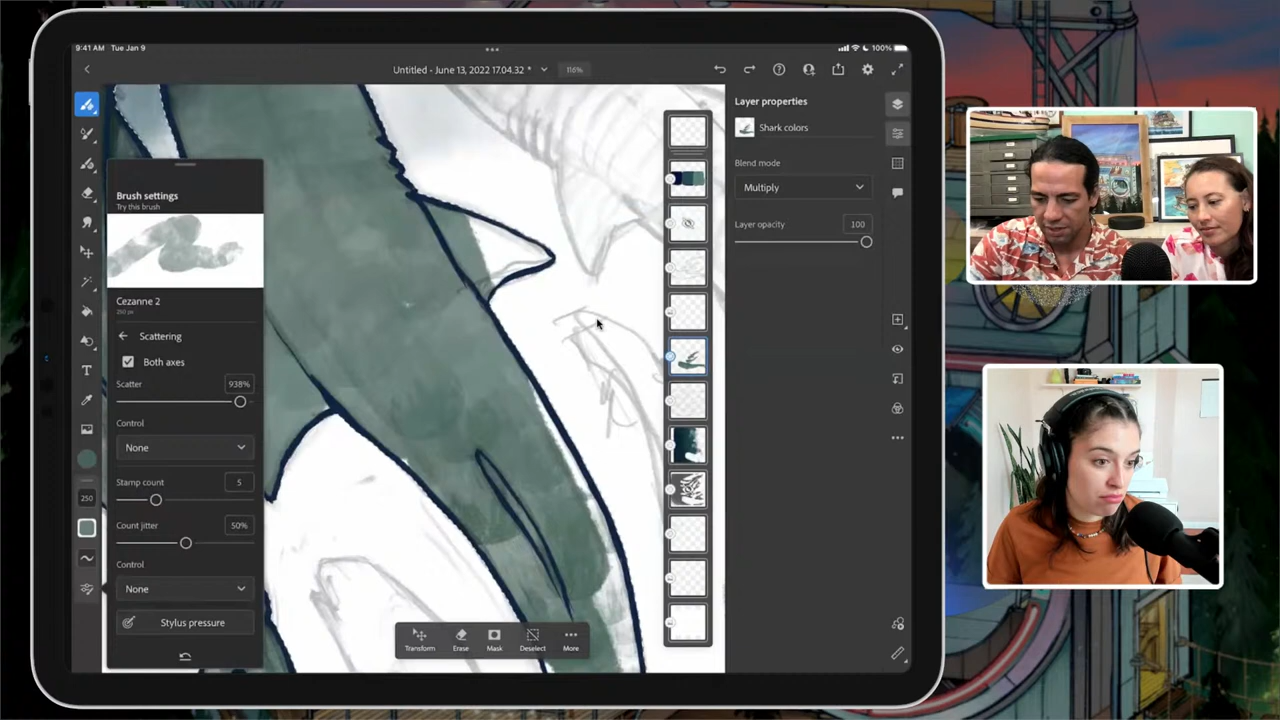 9:41 AM Tue Jan 9
100%
Untitled - June 13, 2022 17.04.32 *
116%
Layer properties
Shark colors
Blend mode
Multiply
Layer opacity
100
Brush settings
Try this brush
Cezanne 2
250 px
Scattering
Both axes
Scatter
938%
Control
None
Stamp count
5
Count jitter
50%
Control
None
Stylus pressure
T
250
Transform
Erase
Mask
Deselect
More